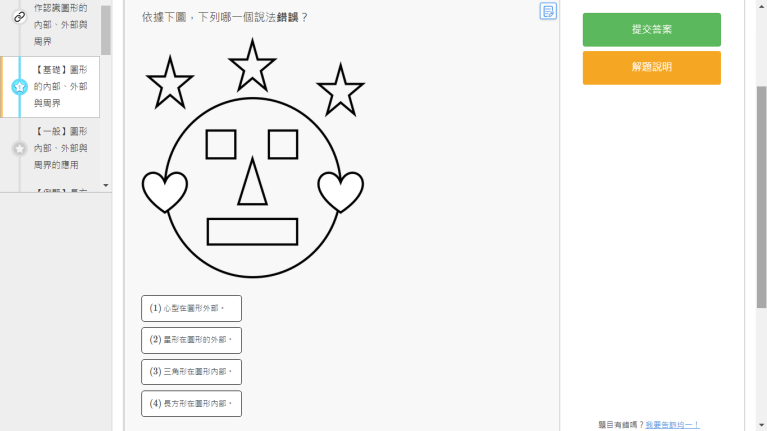 作認識圖形的
內部、外部與
周界
【基礎】圖形
的內部、外部
與周界
【一般】圖形
內部、外部與
周界的應用
依據下圖，下列哪一個說法錯誤？
(1) 心型在圖形外部。
(2) 星形在圖形的外部。
(3) 三角形在圖形內部。
(4) 長方形在圖形內部。
提交答案
解題說明
題目有錯嗎？我要告訴均一！